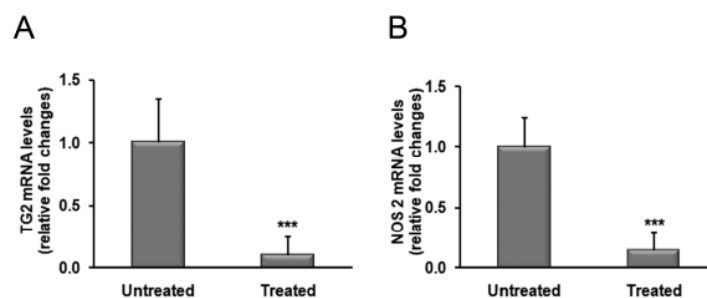 A
TG2 mRNA levels
(relative fold changes)
1.5
1.0
0.5
0.0
***
Untreated Treated
B
NOS 2 mRNA levels
(relative fold changes)
1.5
1.0
0.5
0.0
***
Untreated Treated